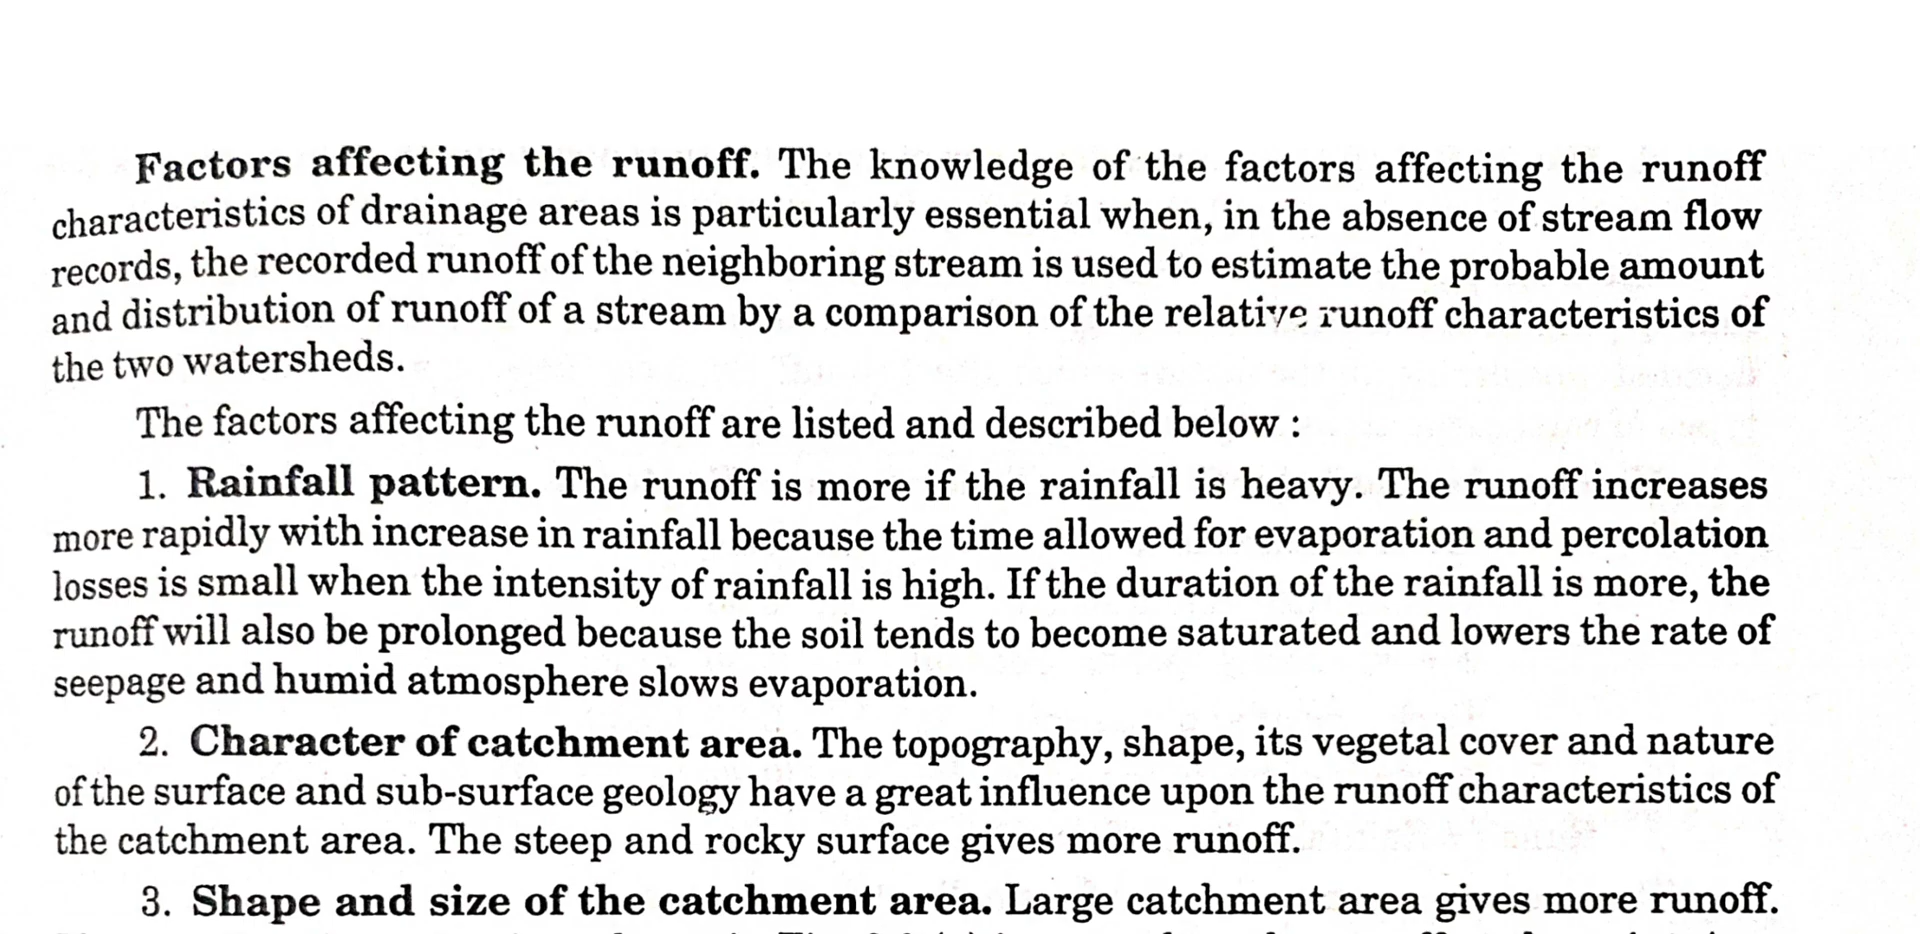 Factors affecting the runoff. The knowledge of the factors affecting the runoff
characteristics of drainage areas is particularly essential when, in the absence of stream flow
records, the recorded runoff of the neighboring stream is used to estimate the probable amount
and distribution of runoff of a stream by a comparison of the relative runoff characteristics of
the two watersheds.
The factors affecting the runoff are listed and described below :
1. Rainfall pattern. The runoff is more if the rainfall is heavy. The runoff increases
more rapidly with increase in rainfall because the time allowed for evaporation and percolation
losses is small when the intensity of rainfall is high. If the duration of the rainfall is more, the
runoff will also be prolonged because the soil tends to become saturated and lowers the rate of
seepage and humid atmosphere slows evaporation.
2. Character of catchment area. The topography, shape, its vegetal cover and nature
of the surface and sub-surface geology have a great influence upon the runoff characteristics of
the catchment area. The steep and rocky surface gives more runoff.
3. Shape and size of the catchment area. Large catchment area gives more runoff.